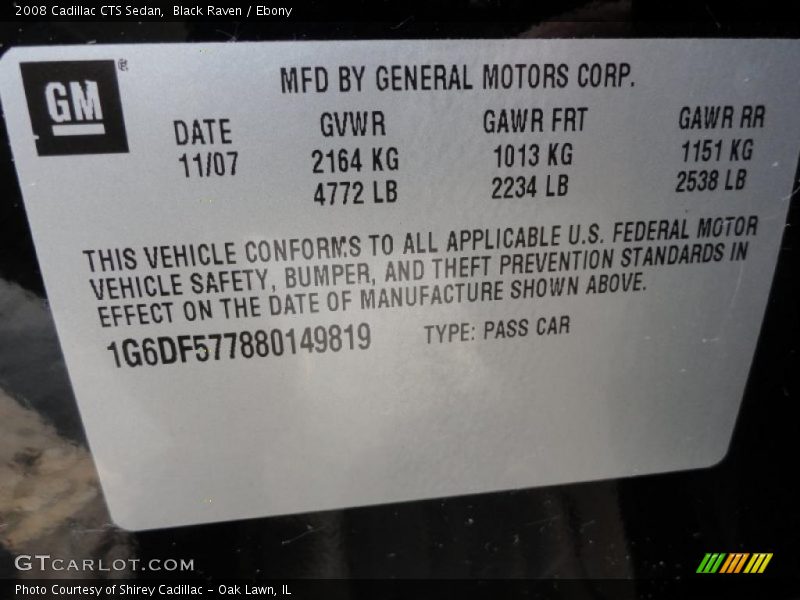 2008 Cadillac CTS Sedan, Black Raven / Ebony
GM®
MFD BY GENERAL MOTORS CORP.
DATE GVWR GAWR FRT GAWR RR
11/07 2164 KG 1013 KG 1151 KG
4772 LB 2234 LB 2538 LB
THIS VEHICLE CONFORMS TO ALL APPLICABLE U.S. FEDERAL MOTOR
VEHICLE SAFETY, BUMPER, AND THEFT PREVENTION STANDARDS IN
EFFECT ON THE DATE OF MANUFACTURE SHOWN ABOVE.
1G6DF577880149819 TYPE: PASS CAR
GTCARLOT.COM
Photo Courtesy of Shirey Cadillac - Oak Lawn, IL